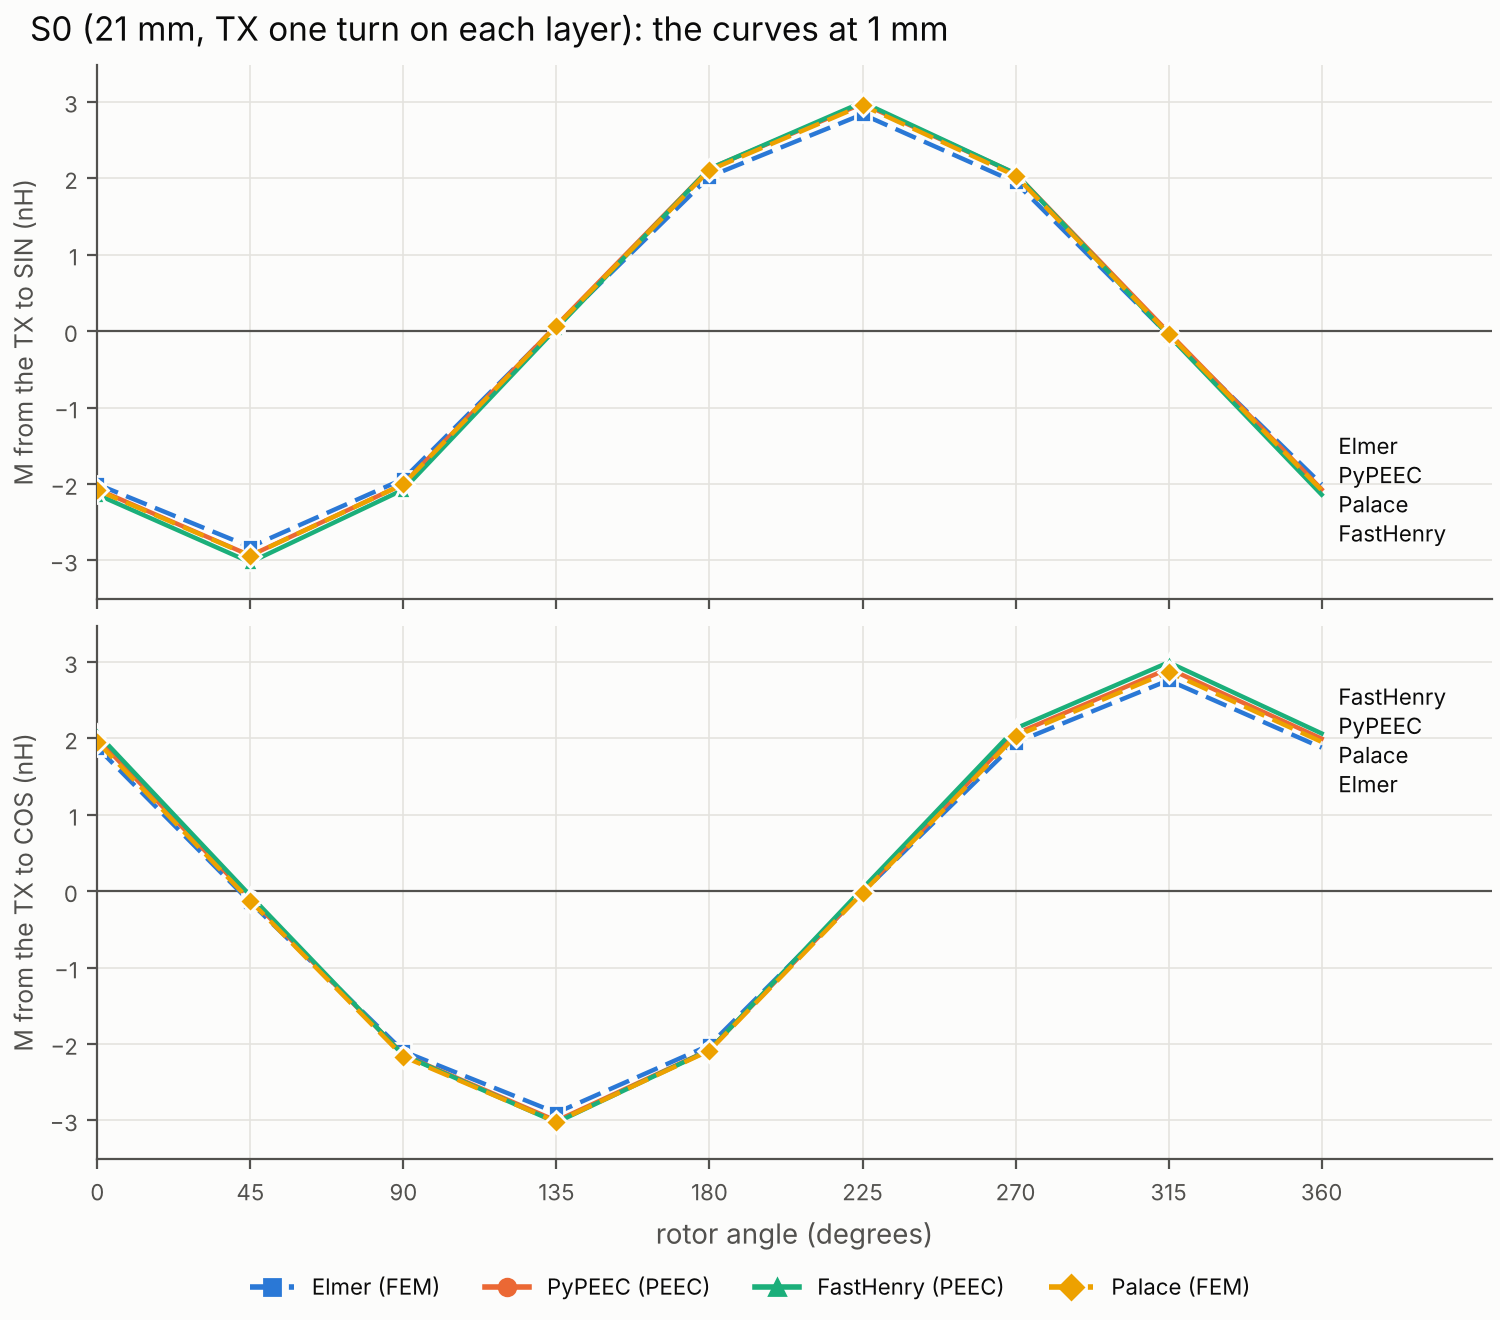 S0 (21 mm, TX one turn on each layer): the curves at 1 mm
M from the TX to SIN (nH)
3
2
1
0
−1
−2
−3
Elmer
PyPEEC
Palace
FastHenry
M from the TX to COS (nH)
3
2
1
0
−1
−2
−3
FastHenry
PyPEEC
Palace
Elmer
0 45 90 135 180 225 270 315 360
rotor angle (degrees)
Elmer (FEM) PyPEEC (PEEC) FastHenry (PEEC) Palace (FEM)